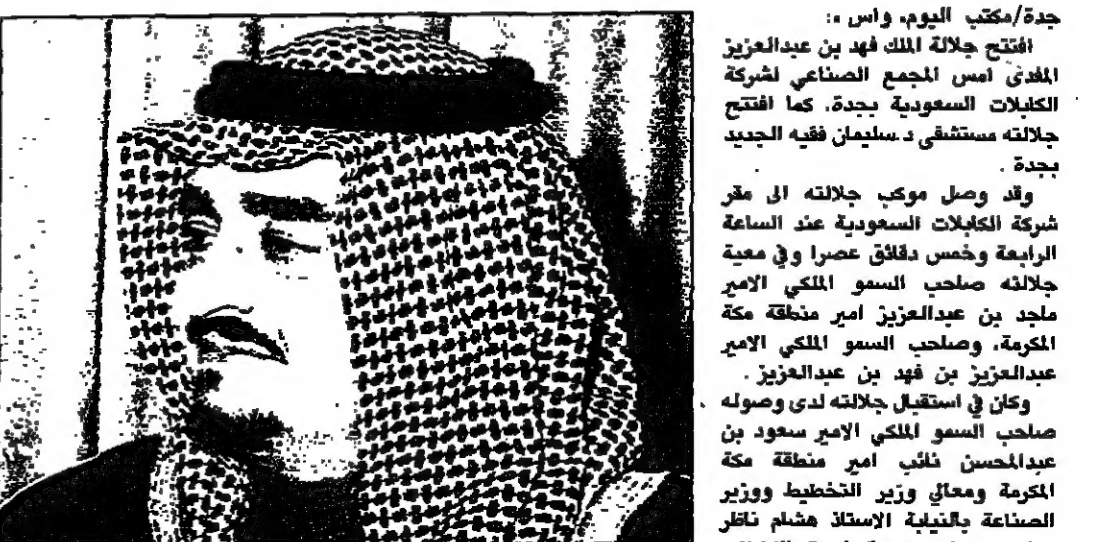 جدة/مكتب اليوم، واس »:
افتتح جلالة الملك فهد بن عبدالعزيز
المفدى امس المجمع الصناعي لشركة
الكابلات السعودية بجدة. كما افتتح
جلالته مستشفى د.سليمان فقيه الجديد
بجدة .
وقد وصل موكب جلالته الى مقر
شركة الكابلات السعودية عند الساعة
الرابعة وخمس دقائق عصرا وفي معية
جلالته صاحب السمو الملكي الامير
ماجد بن عبدالعزيز امير منطقة مكة
المكرمة، وصاحب السمو الملكي الامير
عبدالعزيز بن فهد بن عبدالعزيز .
وكان في استقبال جلالته لدى وصوله
صاحب السمو الملكي الامير سعود بن
عبدالمحسن نائب امير منطقة مكة
المكرمة ومعالي وزير التخطيط ووزير
الصناعة بالنيابة الاستاذ هشام ناظر